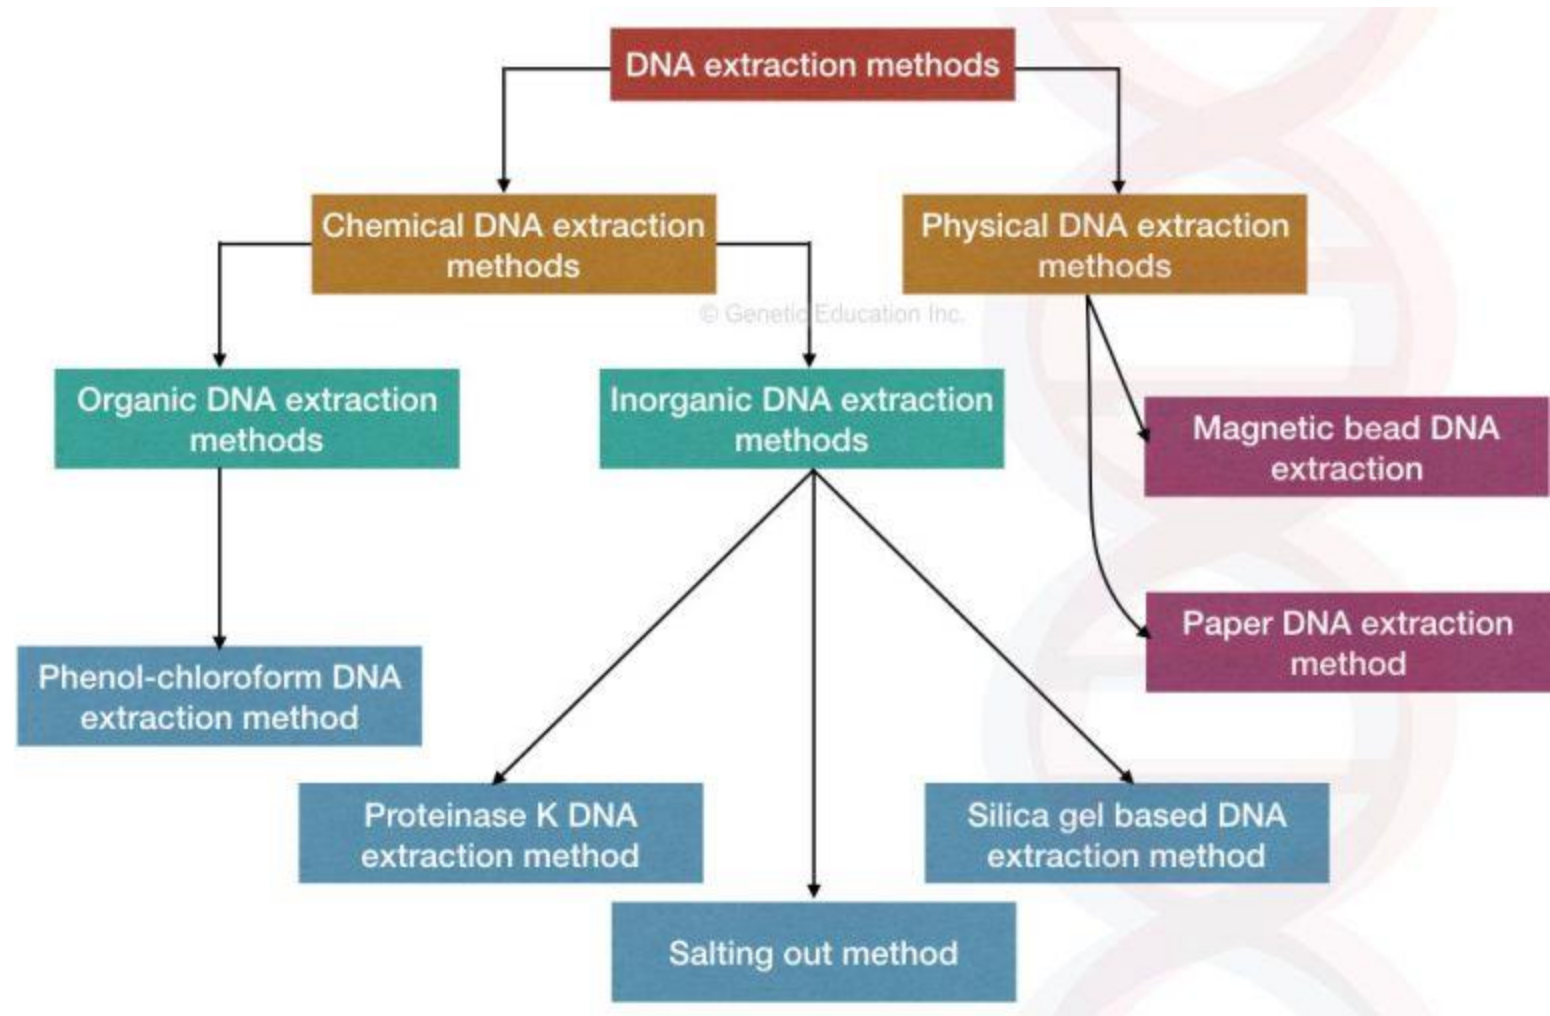 DNA extraction methods
Chemical DNA extraction
methods
Physical DNA extraction
methods
© Genetic Education Inc.
Organic DNA extraction
methods
Inorganic DNA extraction
methods
Magnetic bead DNA
extraction
Paper DNA extraction
method
Phenol-chloroform DNA
extraction method
Proteinase K DNA
extraction method
Silica gel based DNA
extraction method
Salting out method